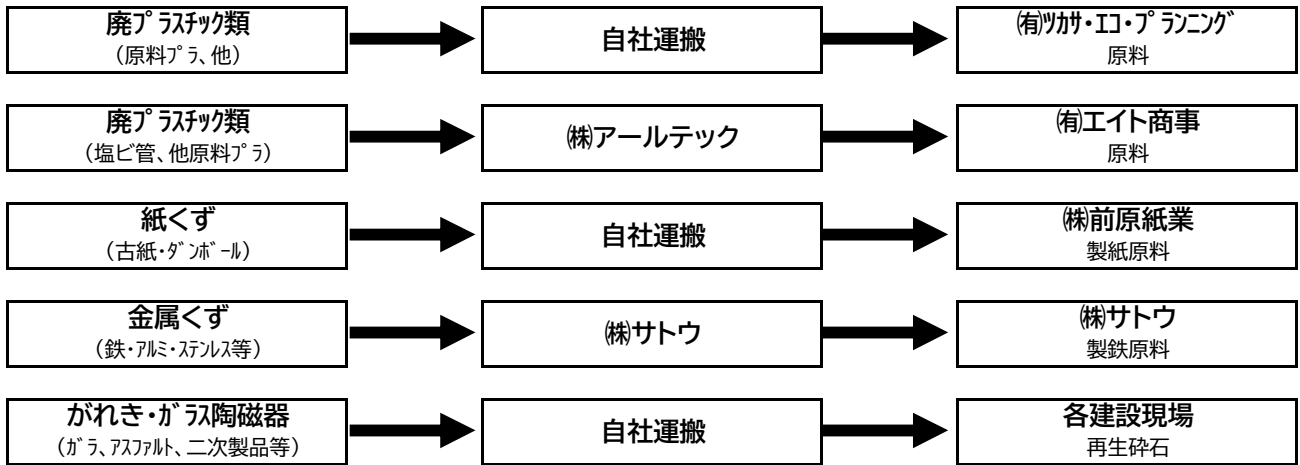 廃ﾌﾟﾗｽﾁｯｸ類
（原料ﾌﾟﾗ、他）
自社運搬
㈲ﾂｶｻ・ｴｺ・ﾌﾟﾗﾝﾆﾝｸﾞ
原料
廃ﾌﾟﾗｽﾁｯｸ類
（塩ビ管、他原料ﾌﾟﾗ）
㈱アールテック
㈲エイト商事
原料
紙くず
（古紙・ﾀﾞﾝﾎﾞｰﾙ）
自社運搬
㈱前原紙業
製紙原料
金属くず
（鉄・ｱﾙﾐ・ｽﾃﾝﾚｽ等）
㈱サトウ
㈱サトウ
製鉄原料
がれき・ｶﾞﾗｽ陶磁器
（ｶﾞﾗ、ｱｽﾌｧﾙﾄ、二次製品等）
自社運搬
各建設現場
再生砕石